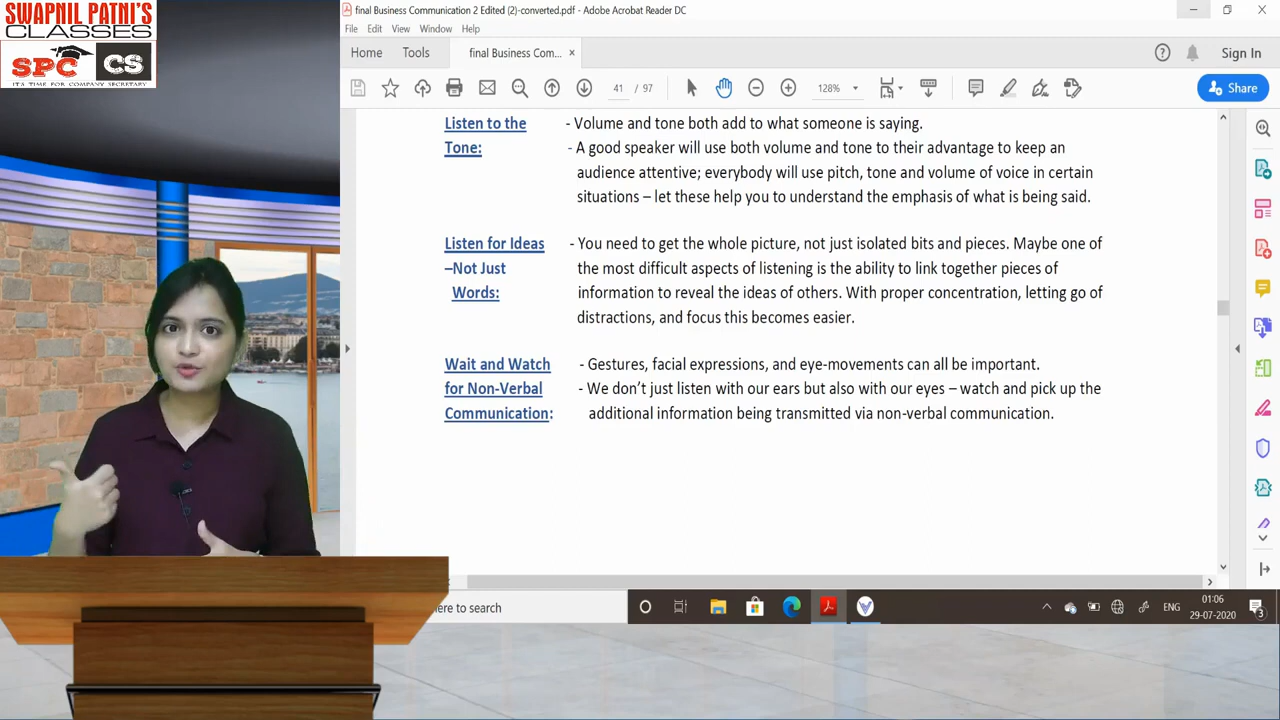 SWAPNIL PATNI'S
CLASSES
SPC CS
IT'S TIME FOR COMPANY SECRETARY
final Business Communication 2 Edited (2)-converted.pdf - Adobe Acrobat Reader DC
File Edit View Window Help
Home Tools final Business Com... × Sign In
41 / 97 128% Share
Listen to the - Volume and tone both add to what someone is saying.
Tone: - A good speaker will use both volume and tone to their advantage to keep an
audience attentive; everybody will use pitch, tone and volume of voice in certain
situations – let these help you to understand the emphasis of what is being said.
Listen for Ideas - You need to get the whole picture, not just isolated bits and pieces. Maybe one of
–Not Just the most difficult aspects of listening is the ability to link together pieces of
Words: information to reveal the ideas of others. With proper concentration, letting go of
distractions, and focus this becomes easier.
Wait and Watch - Gestures, facial expressions, and eye-movements can all be important.
for Non-Verbal - We don't just listen with our ears but also with our eyes – watch and pick up the
Communication: additional information being transmitted via non-verbal communication.
ere to search ENG 01:06
29-07-2020 3